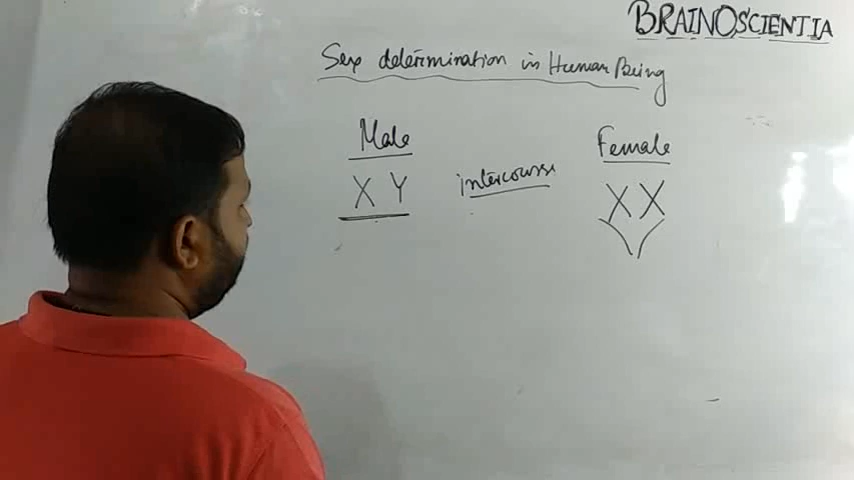 BRAINOSCIENTIA
Sex determination in Human Being
Male
Female
X Y
intercourse
X X